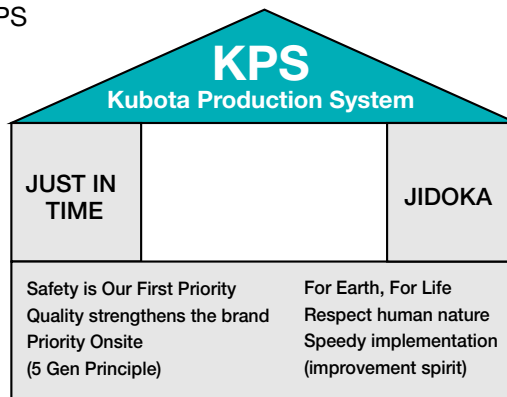 PS
KPS
Kubota Production System
JUST IN
TIME
JIDOKA
Safety is Our First Priority
Quality strengthens the brand
Priority Onsite
(5 Gen Principle)
For Earth, For Life
Respect human nature
Speedy implementation
(improvement spirit)